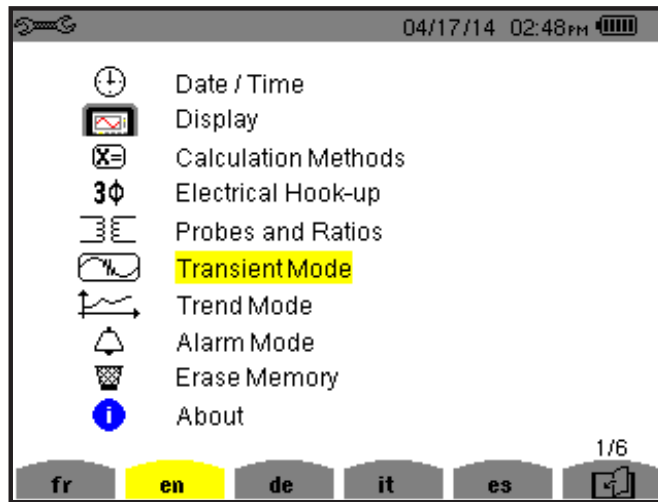 04/17/14 02:48PM
Date / Time
Display
X= Calculation Methods
3Φ Electrical Hook-up
Probes and Ratios
Transient Mode
Trend Mode
Alarm Mode
Erase Memory
i About
1/6
fr en de it es